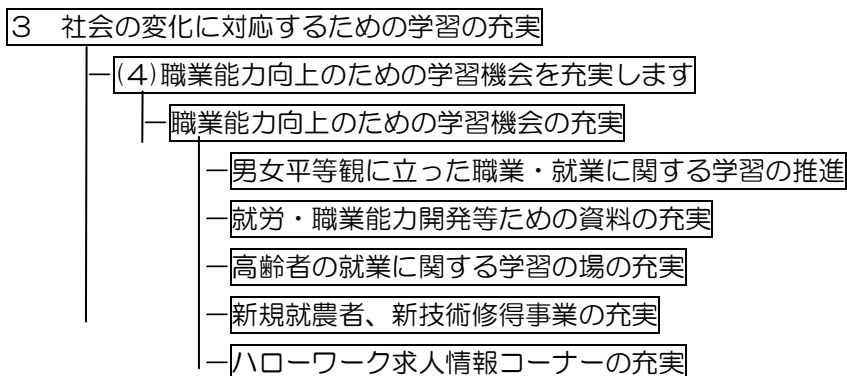 3 社会の変化に対応するための学習の充実
(4)職業能力向上のための学習機会を充実します
職業能力向上のための学習機会の充実
男女平等観に立った職業・就業に関する学習の推進
就労・職業能力開発等ための資料の充実
高齢者の就業に関する学習の場の充実
新規就農者、新技術修得事業の充実
ハローワーク求人情報コーナーの充実